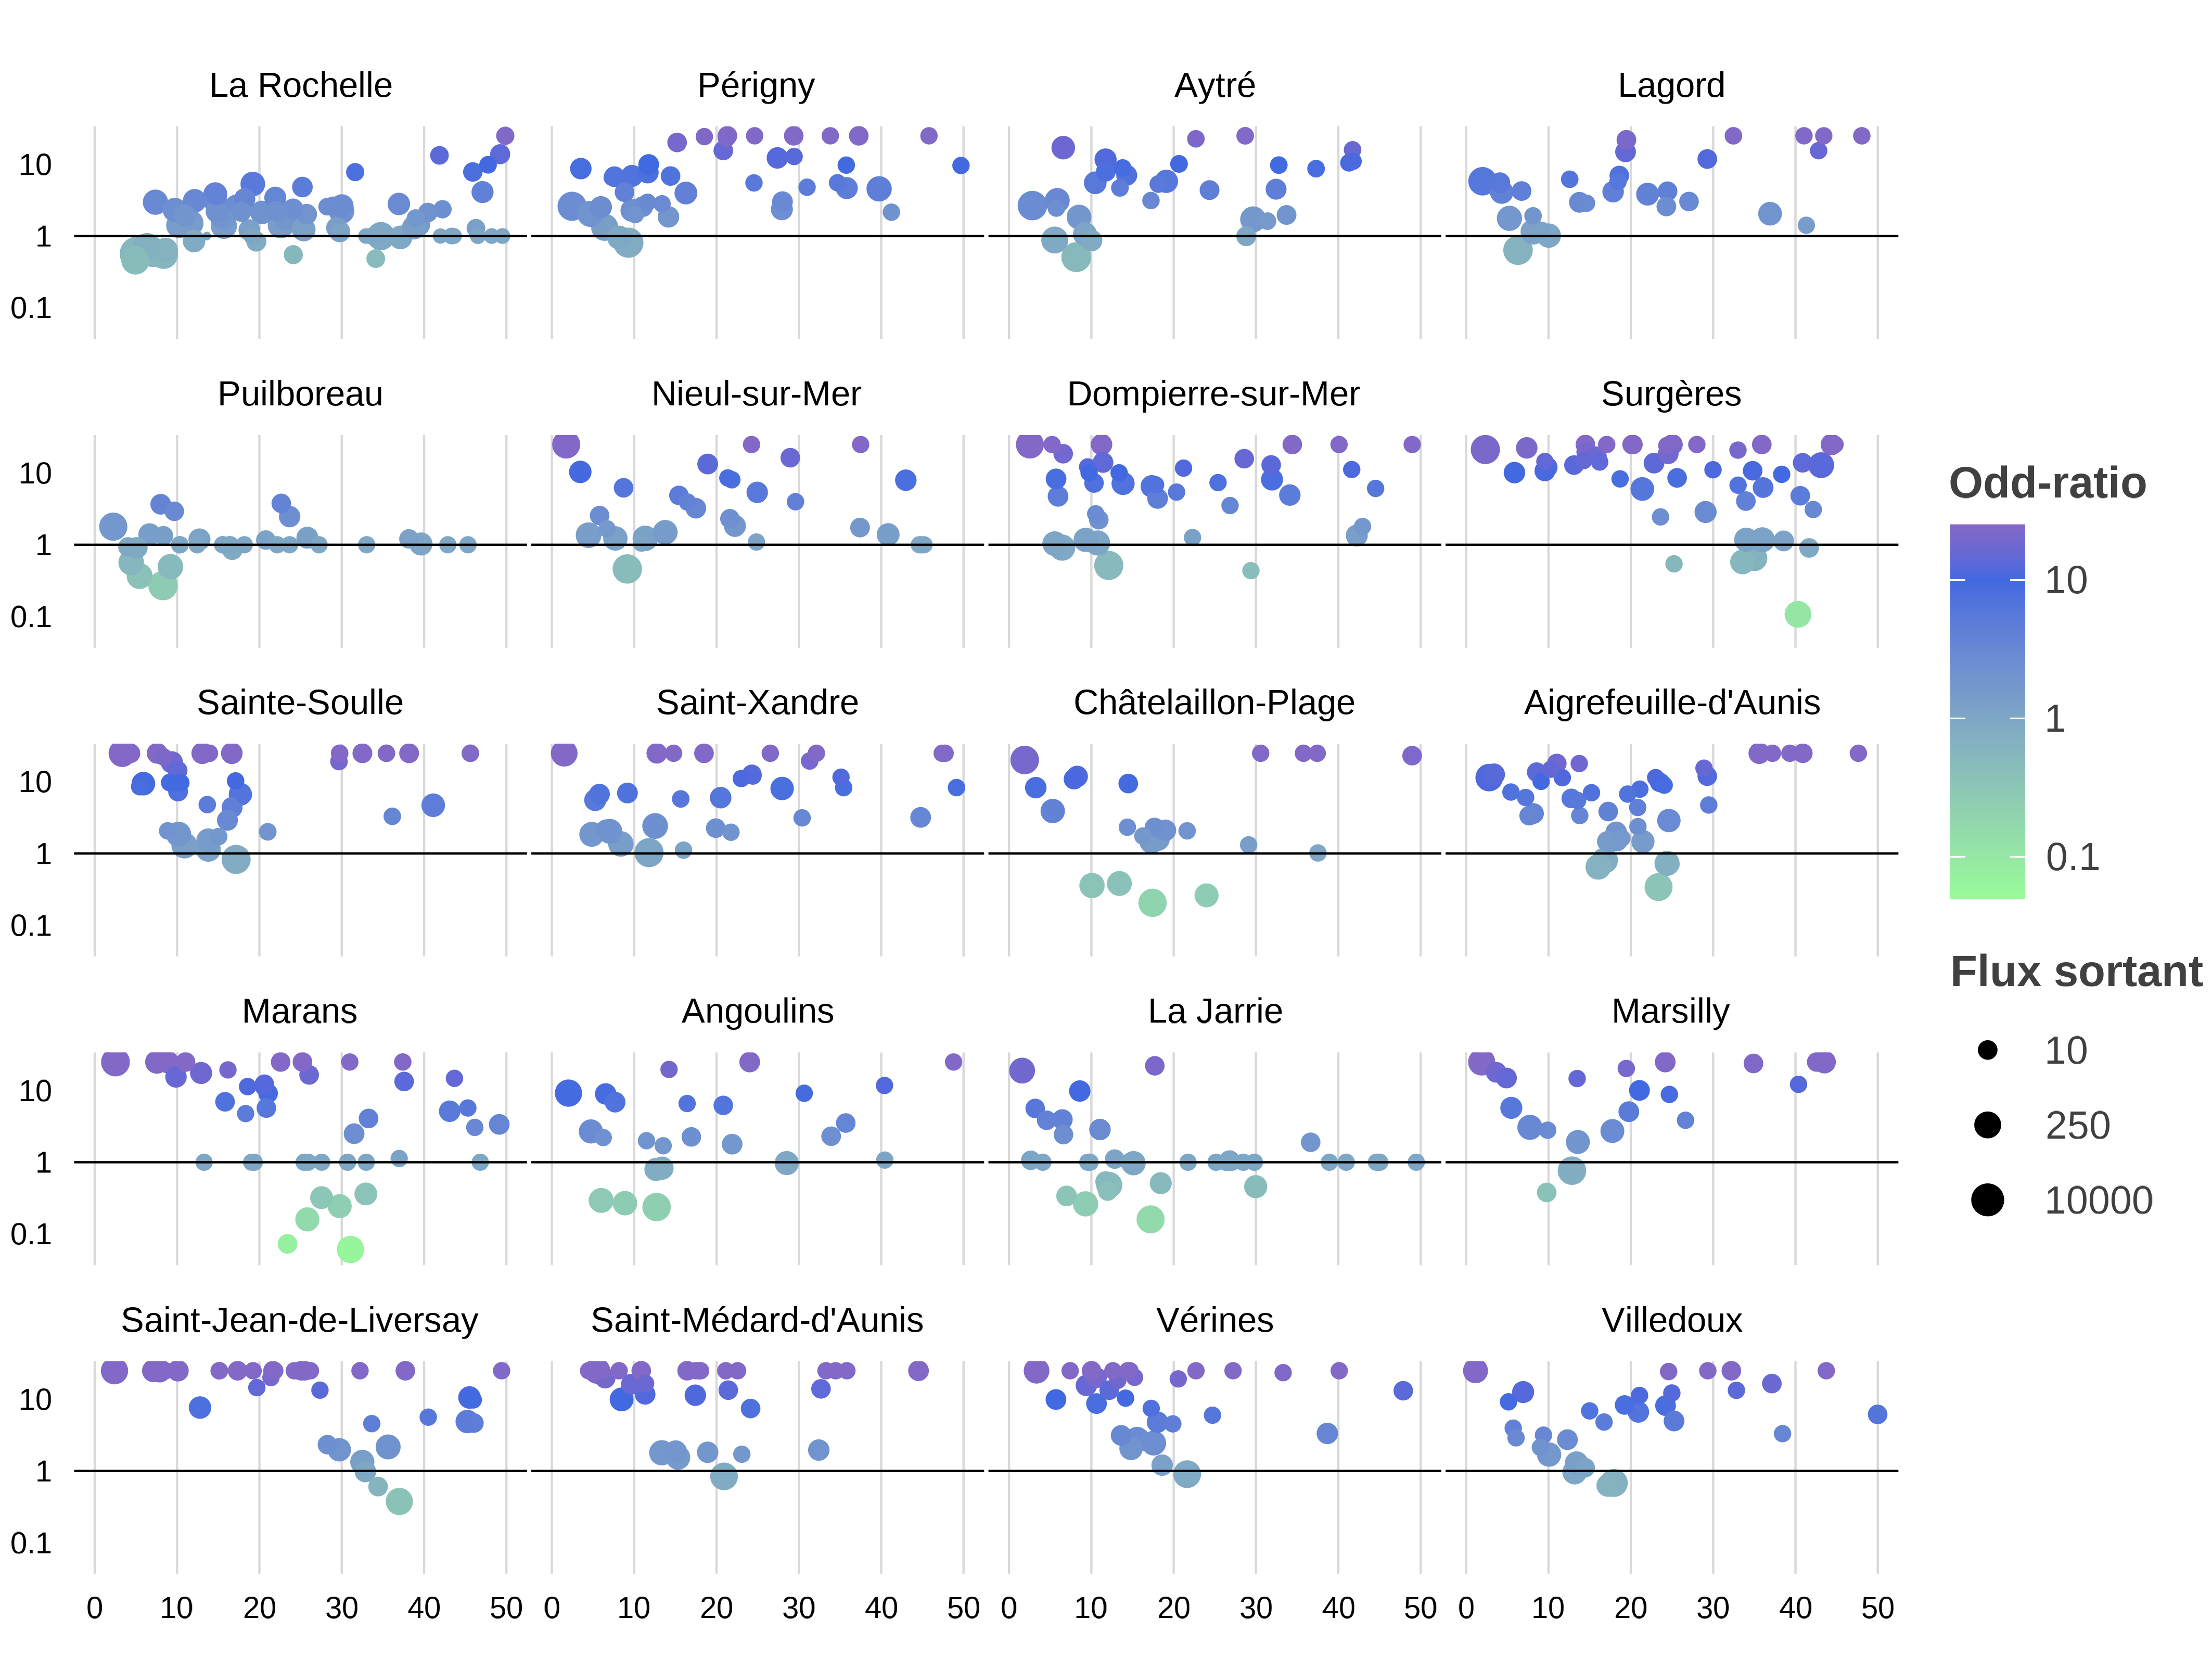 La Rochelle Périgny Aytré Lagord
10
1
0.1
Puilboreau Nieul-sur-Mer Dompierre-sur-Mer Surgères
10
1
0.1
Sainte-Soulle Saint-Xandre Châtelaillon-Plage Aigrefeuille-d'Aunis
10
1
0.1
Marans Angoulins La Jarrie Marsilly
10
1
0.1
Saint-Jean-de-Liversay Saint-Médard-d'Aunis Vérines Villedoux
10
1
0.1
0 10 20 30 40 50 0 10 20 30 40 50 0 10 20 30 40 50 0 10 20 30 40 50
Odd-ratio
10
1
0.1
Flux sortant
10
250
10000